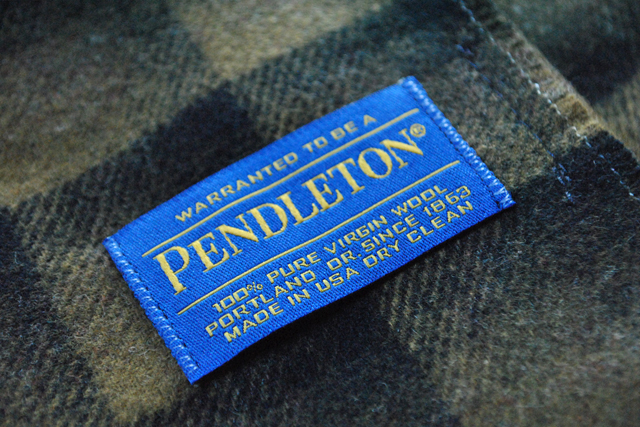 WARRANTED TO BE A
PENDLETON®
100% PURE VIRGIN WOOL
PORTLAND OR. SINCE 1863
MADE IN USA DRY CLEAN